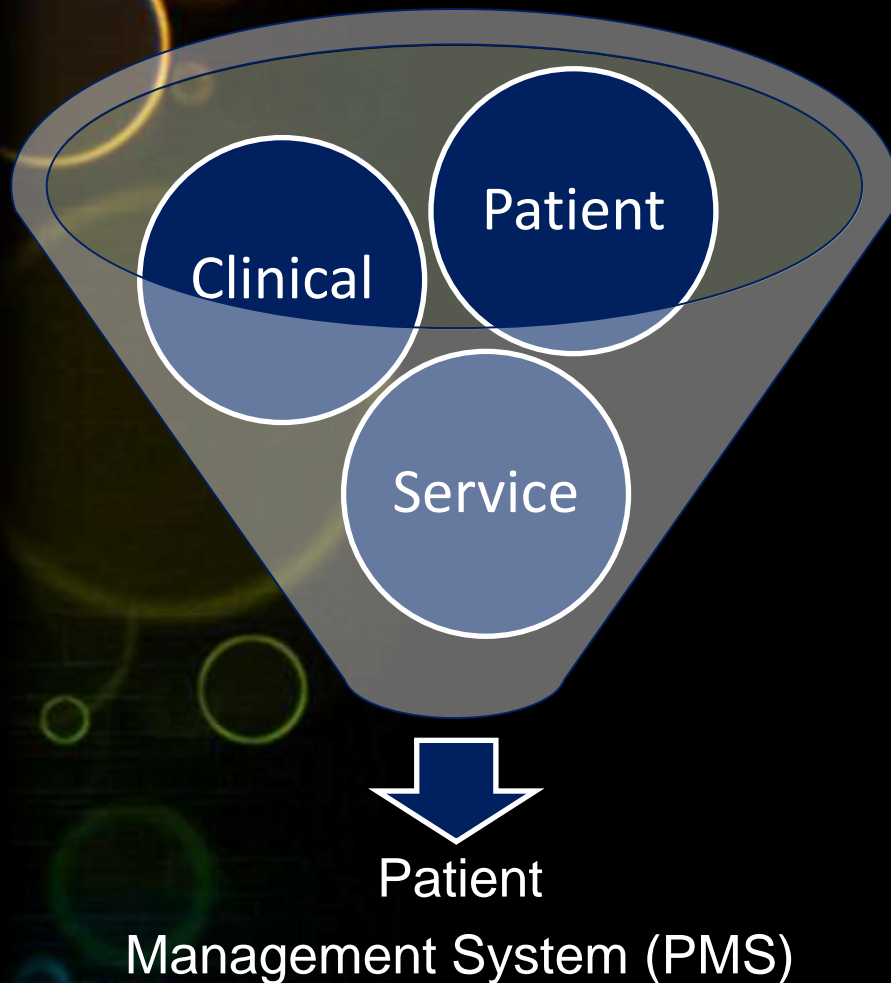 Patient
Clinical
Service
Patient
Management System (PMS)